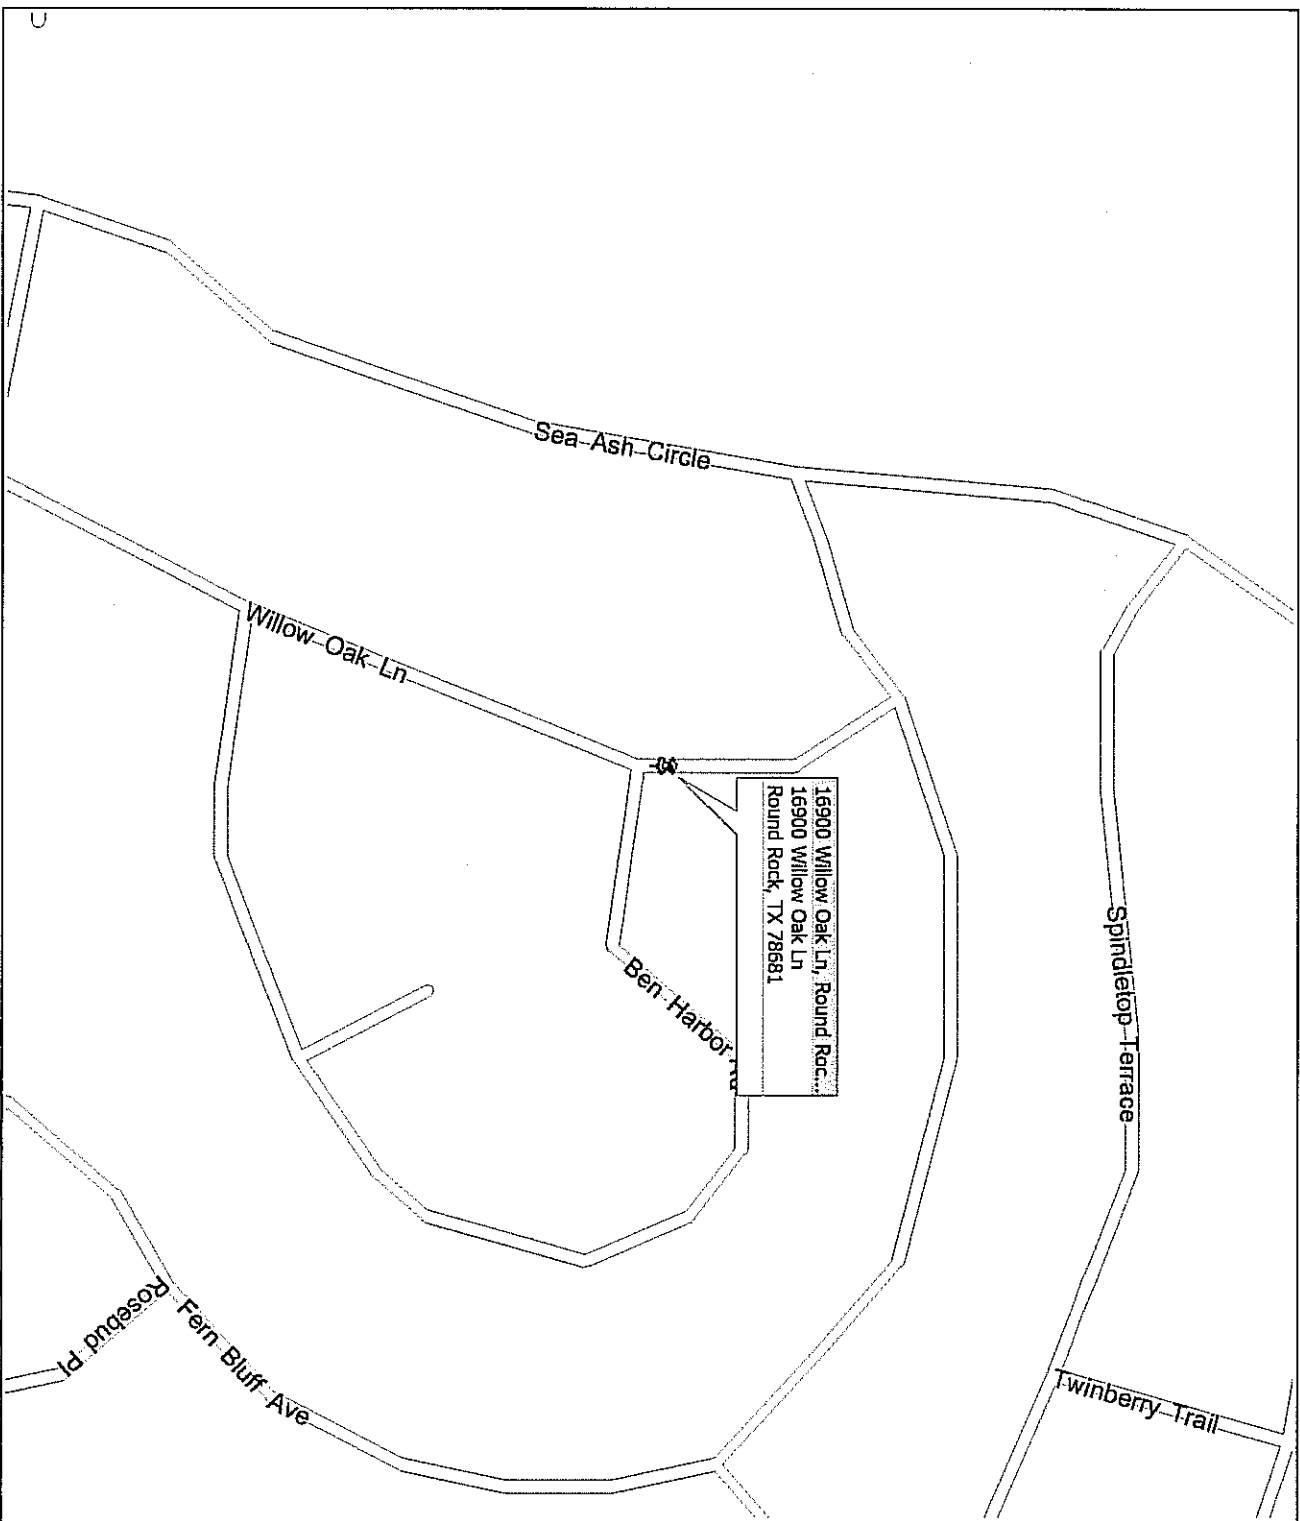 Sea Ash Circle
Willow Oak Ln
16900 Willow Oak Ln, Round Roc...
16900 Willow Oak Ln
Round Rock, TX 78681
Spindletop Terrace
Ben Harbor
Rosebud Pl
Fern Bluff Ave
Twinberry Trail